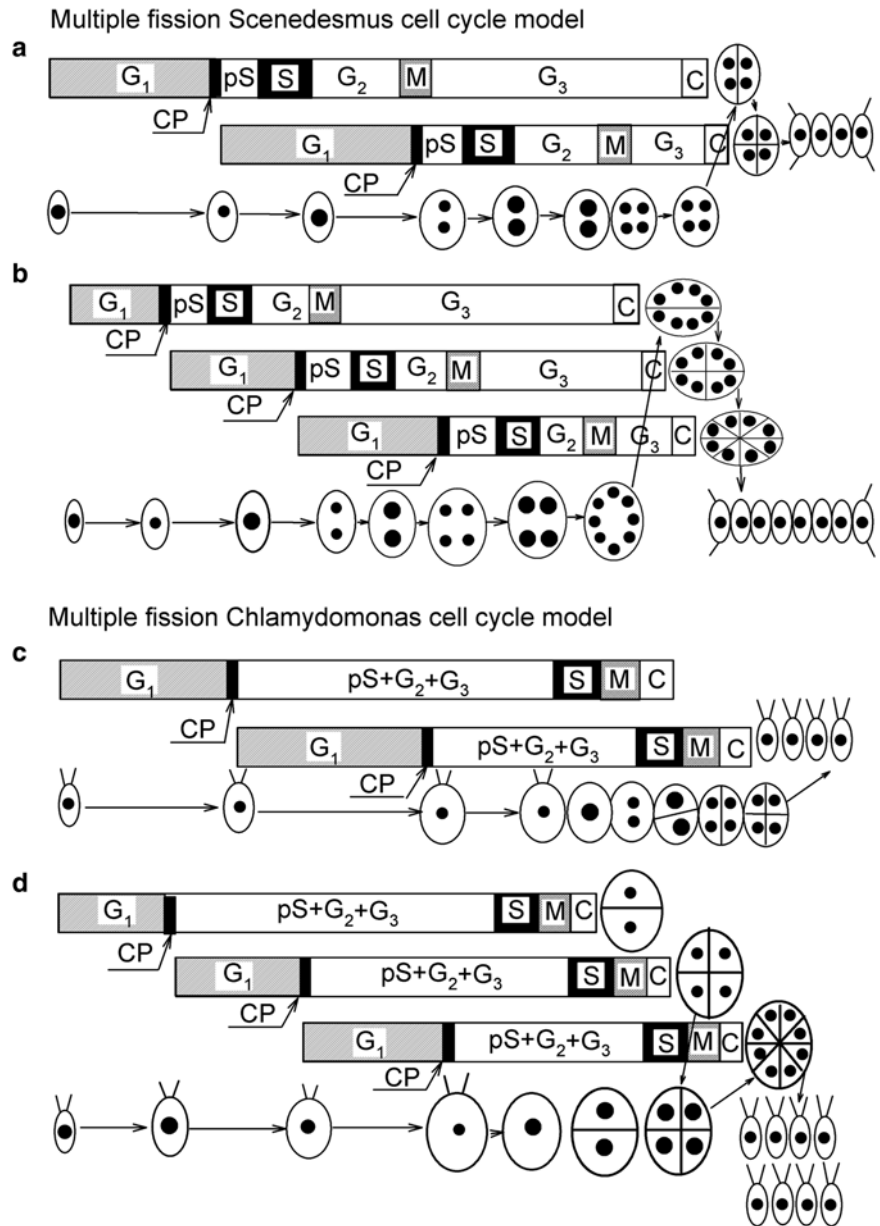 Multiple fission Scenedesmus cell cycle model
a
G1 pS S G2 M G3 C
CP
G1 pS S G2 M G3 C
CP
b
G1 pS S G2 M G3 C
CP
G1 pS S G2 M G3 C
CP
G1 pS S G2 M G3 C
CP
Multiple fission Chlamydomonas cell cycle model
c
G1 pS+G2+G3 S M C
CP
G1 pS+G2+G3 S M C
CP
d
G1 pS+G2+G3 S M C
CP
G1 pS+G2+G3 S M C
CP
G1 pS+G2+G3 S M C
CP